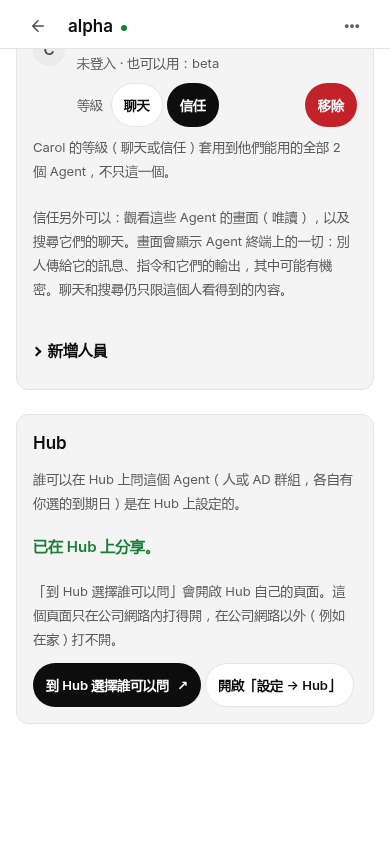 alpha
C
未登入 · 也可以用：beta
等級 聊天 信任 移除
Carol 的等級（聊天或信任）套用到他們能用的全部 2
個 Agent，不只這一個。
信任另外可以：觀看這些 Agent 的畫面（唯讀），以及
搜尋它們的聊天。畫面會顯示 Agent 終端上的一切：別
人傳給它的訊息、指令和它們的輸出，其中可能有機
密。聊天和搜尋仍只限這個人看得到的內容。
新增人員
Hub
誰可以在 Hub 上問這個 Agent（人或 AD 群組，各自有
你選的到期日）是在 Hub 上設定的。
已在 Hub 上分享。
「到 Hub 選擇誰可以問」會開啟 Hub 自己的頁面。這
個頁面只在公司網路內打得開，在公司網路以外（例如
在家）打不開。
到 Hub 選擇誰可以問 ↗ 開啟「設定 → Hub」